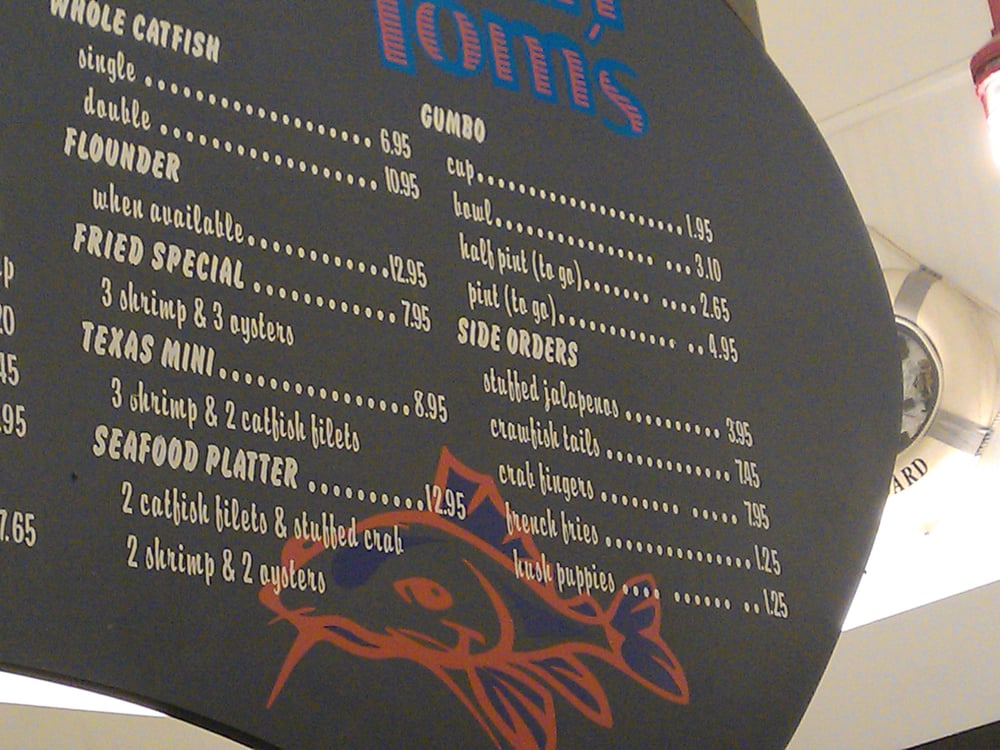 Tom's
WHOLE CATFISH
single .......................... 6.95
double ......................... 10.95
FLOUNDER
when available..................12.95
FRIED SPECIAL ................. 7.95
3 shrimp & 3 oysters
TEXAS MINI...................... 8.95
3 shrimp & 2 catfish filets
SEAFOOD PLATTER .............12.95
2 catfish filets & stuffed crab
2 shrimp & 2 oysters
GUMBO
cup..........................1.95
bowl.................... ...3.10
half pint (to go)....... ....2.65
pint (to go)............. ..4.95
SIDE ORDERS
stuffed jalapenos ........... 3.95
crawfish tails ............... 7.45
crab fingers ......... ..... 7.95
french fries .................1.25
hush puppies .... ...... ..1.25
7.65
ARD